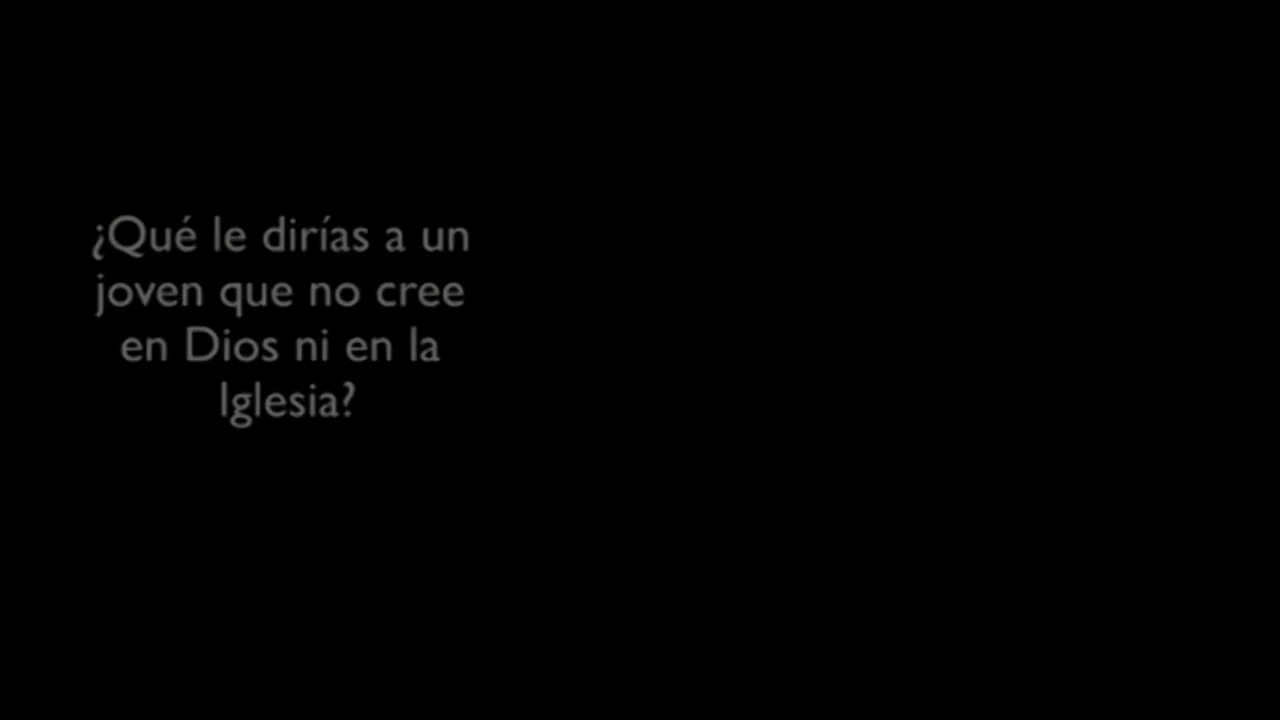 ¿Qué le dirías a un
joven que no cree
en Dios ni en la
Iglesia?